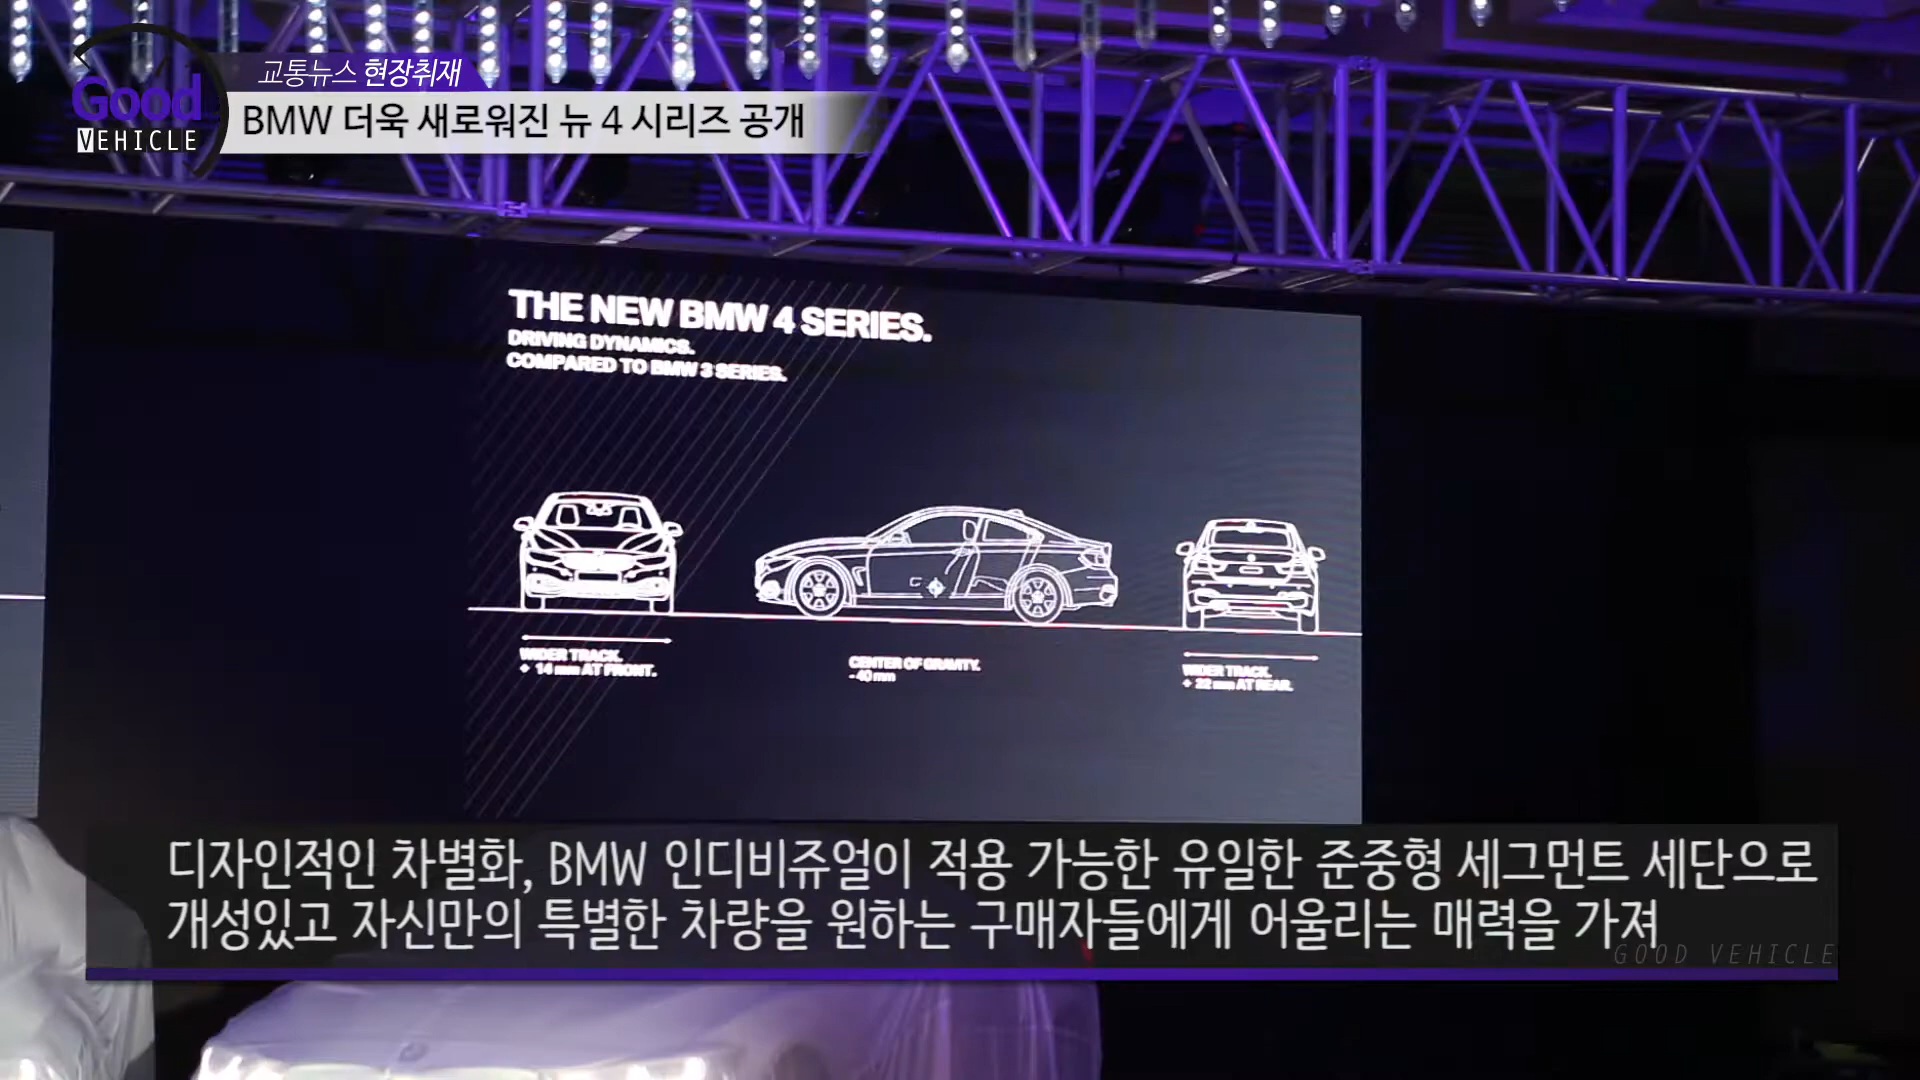 교통뉴스 현장취재
Good
VEHICLE
BMW 더욱 새로워진 뉴 4 시리즈 공개
THE NEW BMW 4 SERIES.
DRIVING DYNAMICS.
COMPARED TO BMW 3 SERIES.
WIDER TRACK.
+ 14 mm AT FRONT.
CENTER OF GRAVITY.
- 40 mm
WIDER TRACK.
+ 22 mm AT REAR.
디자인적인 차별화, BMW 인디비쥬얼이 적용 가능한 유일한 준중형 세그먼트 세단으로
개성있고 자신만의 특별한 차량을 원하는 구매자들에게 어울리는 매력을 가져
GOOD VEHICLE